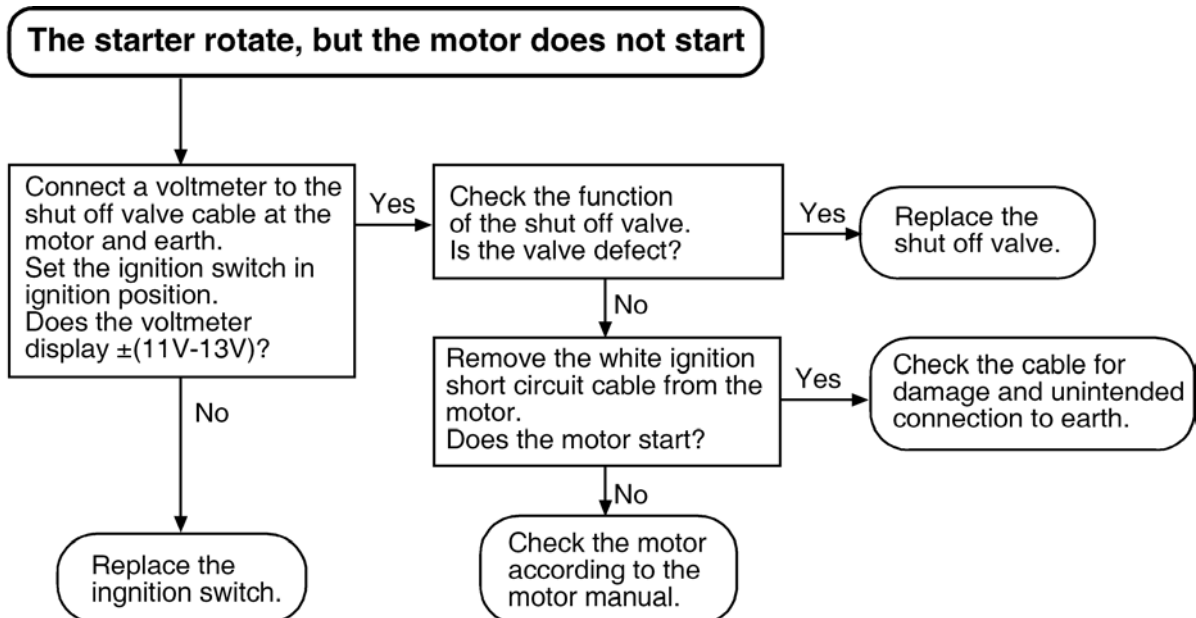 The starter rotate, but the motor does not start
Connect a voltmeter to the
shut off valve cable at the
motor and earth.
Set the ignition switch in
ignition position.
Does the voltmeter
display ±(11V-13V)?
Yes
Check the function
of the shut off valve.
Is the valve defect?
Yes
Replace the
shut off valve.
No
Remove the white ignition
short circuit cable from the
motor.
Does the motor start?
Yes
Check the cable for
damage and unintended
connection to earth.
No
No
Replace the
ingnition switch.
Check the motor
according to the
motor manual.